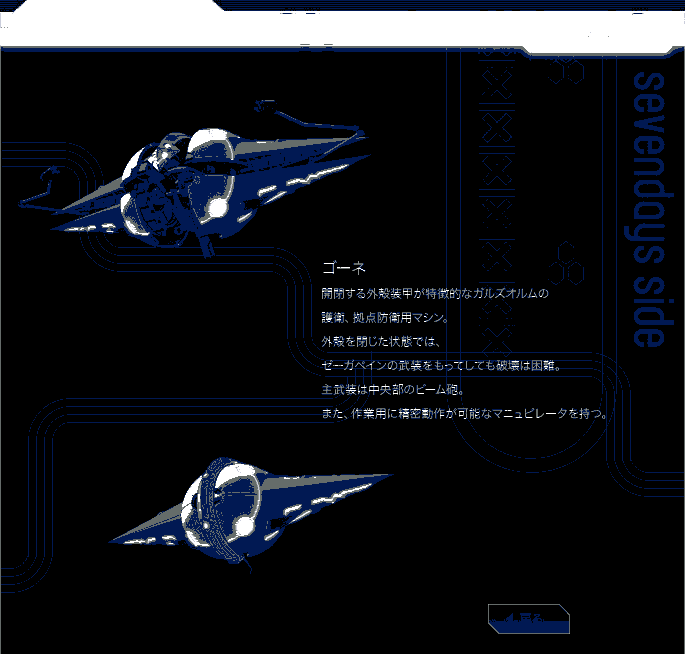 sevendays side
ゴーネ
開閉する外殻装甲が特徴的なガルズオルムの
護衛、拠点防衛用マシン。
外殻を閉じた状態では、
ゼーガペインの武装をもってしても破壊は困難。
主武装は中央部のビーム砲。
また、作業用に精密動作が可能なマニュピレータを持つ。